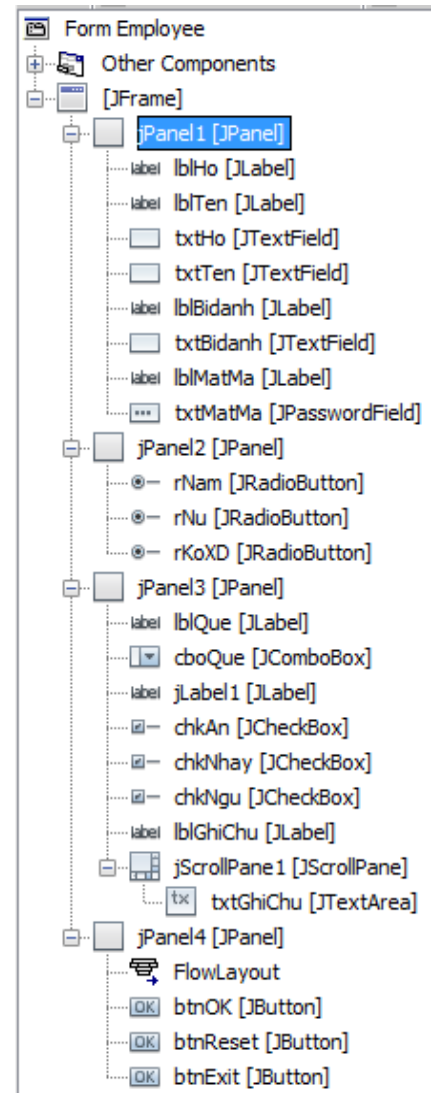 Form Employee
Other Components
[JFrame]
jPanel1 [JPanel]
label lblHo [JLabel]
label lblTen [JLabel]
txtHo [JTextField]
txtTen [JTextField]
label lblBidanh [JLabel]
txtBidanh [JTextField]
label lblMatMa [JLabel]
txtMatMa [JPasswordField]
jPanel2 [JPanel]
rNam [JRadioButton]
rNu [JRadioButton]
rKoXD [JRadioButton]
jPanel3 [JPanel]
label lblQue [JLabel]
cboQue [JComboBox]
label jLabel1 [JLabel]
chkAn [JCheckBox]
chkNhay [JCheckBox]
chkNgu [JCheckBox]
label lblGhiChu [JLabel]
jScrollPane1 [JScrollPane]
tx txtGhiChu [JTextArea]
jPanel4 [JPanel]
FlowLayout
OK btnOK [JButton]
OK btnReset [JButton]
OK btnExit [JButton]